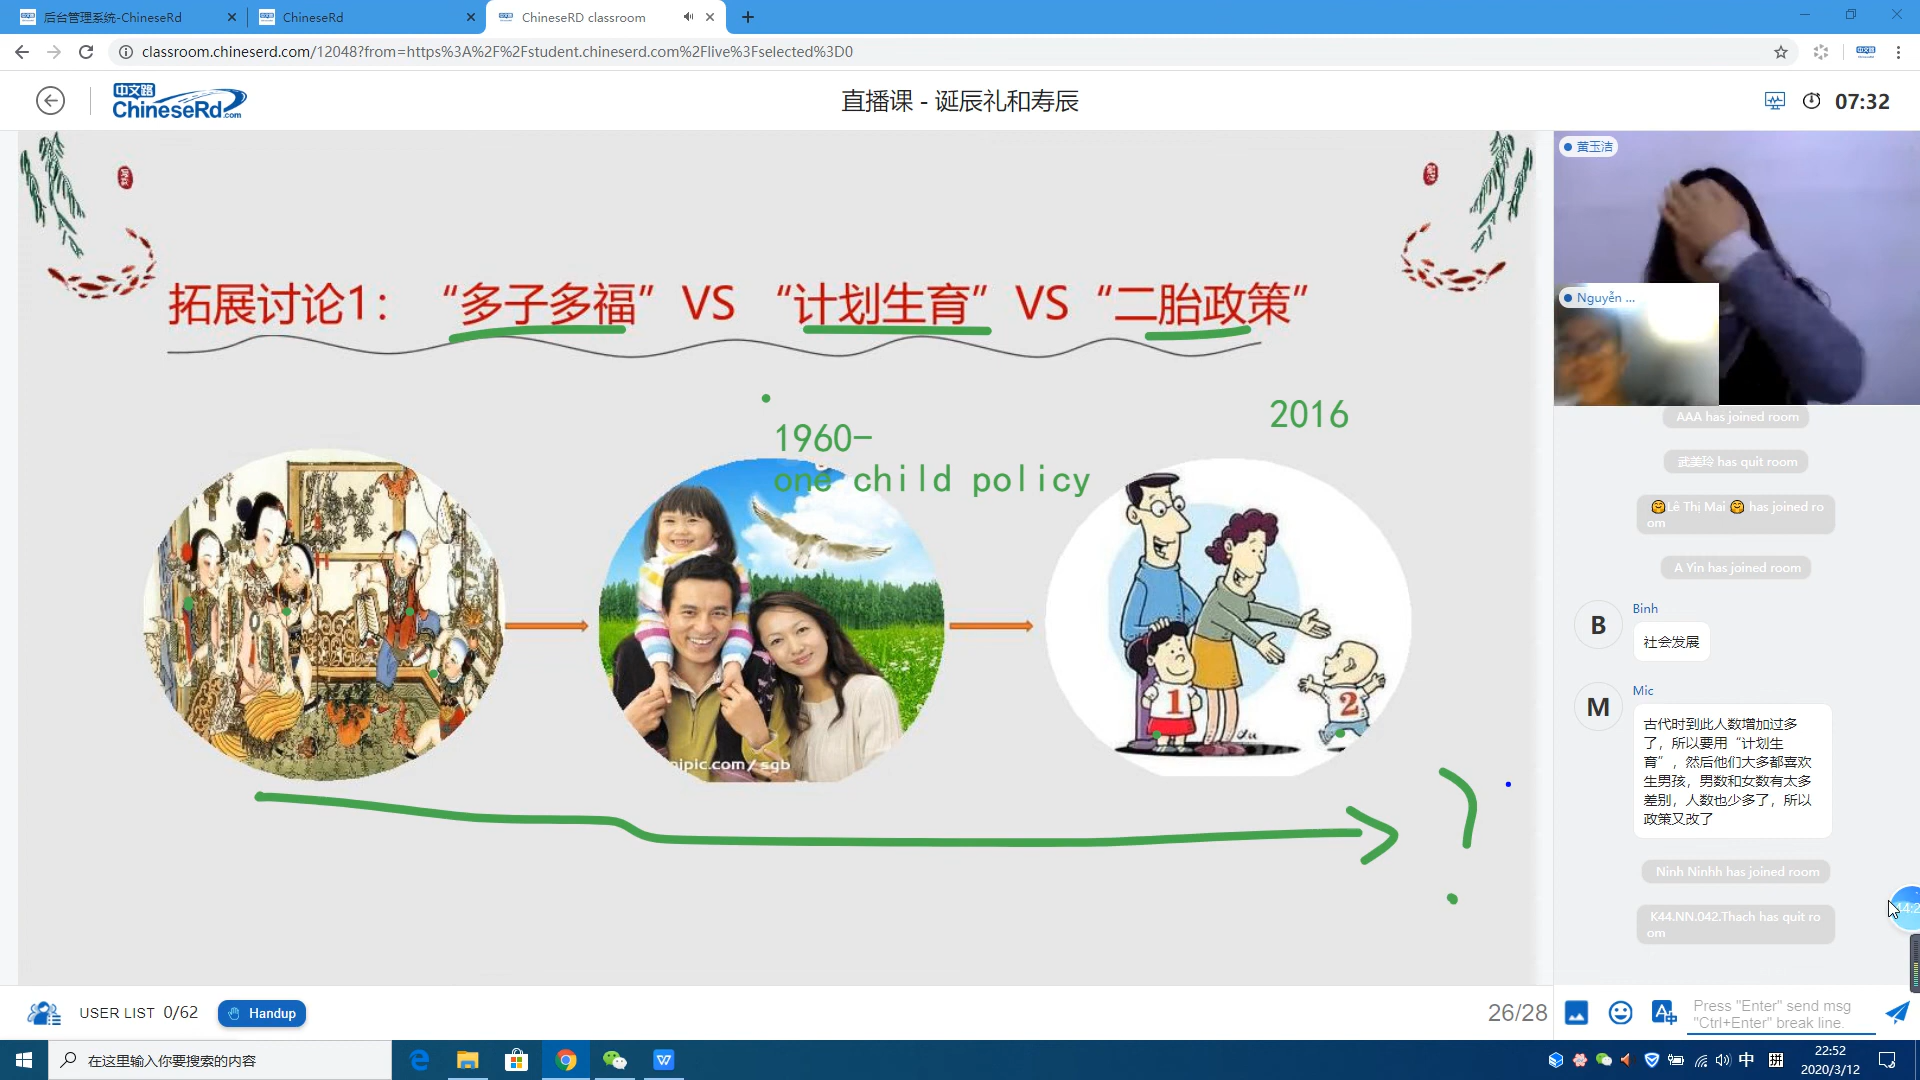 后台管理系统-ChineseRd
ChineseRd
ChineseRD classroom
classroom.chineserd.com/12048?from=https%3A%2F%2Fstudent.chineserd.com%2Flive%3Fselected%3D0
中文路
ChineseRd.com
直播课 - 诞辰礼和寿辰
07:32
拓展讨论1：“多子多福” VS “计划生育” VS “二胎政策”
1960-
one child policy
2016
1
2
黄玉洁
Nguyễn ...
AAA has joined room
武美玲 has quit room
🤗Lê Thị Mai 🤗 has joined ro
om
A Yin has joined room
B
Binh
社会发展
M
Mic
古代时到此人数增加过多
了，所以要用“计划生
育”，然后他们大多都喜欢
生男孩，男数和女数有太多
差别，人数也少多了，所以
政策又改了
Ninh Ninhh has joined room
K44.NN.042.Thach has quit ro
om
USER LIST 0/62
Handup
26/28
Press "Enter" send msg
"Ctrl+Enter" break line.
在这里输入你要搜索的内容
中
拼
22:52
2020/3/12